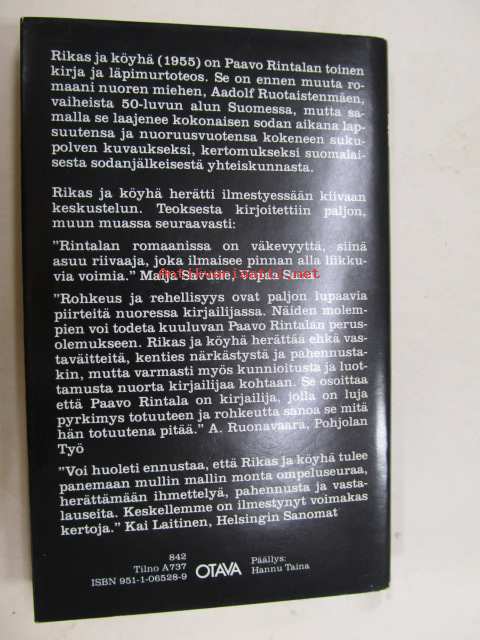 Rikas ja köyhä (1955) on Paavo Rintalan toinen
kirja ja läpimurtoteos. Se on ennen muuta ro-
maani nuoren miehen, Aadolf Ruotaistenmäen,
vaiheista 50-luvun alun Suomessa, mutta sa-
malla se laajenee kokonaisen sodan aikana lap-
suutensa ja nuoruusvuotensa kokeneen suku-
polven kuvaukseksi, kertomukseksi suomalai-
sesta sodanjälkeisestä yhteiskunnasta.
Rikas ja köyhä herätti ilmestyessään kiivaan
keskustelun. Teoksesta kirjoitettiin paljon,
muun muassa seuraavasti:
"Rintalan romaanissa on väkevyyttä, siinä
asuu riivaaja, joka ilmaisee pinnan alla liikku-
via voimia." Maija Savutie, Vapaa Sana
"Rohkeus ja rehellisyys ovat paljon lupaavia
piirteitä nuoressa kirjailijassa. Näiden molem-
pien voi todeta kuuluvan Paavo Rintalan perus-
olemukseen. Rikas ja köyhä herättää ehkä vas-
taväitteitä, kenties närkästystä ja pahennusta-
kin, mutta varmasti myös kunnioitusta ja luot-
tamusta nuorta kirjailijaa kohtaan. Se osoittaa
että Paavo Rintala on kirjailija, jolla on luja
pyrkimys totuuteen ja rohkeutta sanoa se mitä
hän totuutena pitää." A. Ruonavaara, Pohjolan
Työ
"Voi huoleti ennustaa, että Rikas ja köyhä tulee
panemaan mullin mallin monta ompeluseuraa,
herättämään ihmettelyä, pahennusta ja vasta-
lauseita. Keskellemme on ilmestynyt voimakas
kertoja." Kai Laitinen, Helsingin Sanomat
842
Tilno A737
ISBN 951-1-06528-9
OTAVA
Päällys:
Hannu Taina